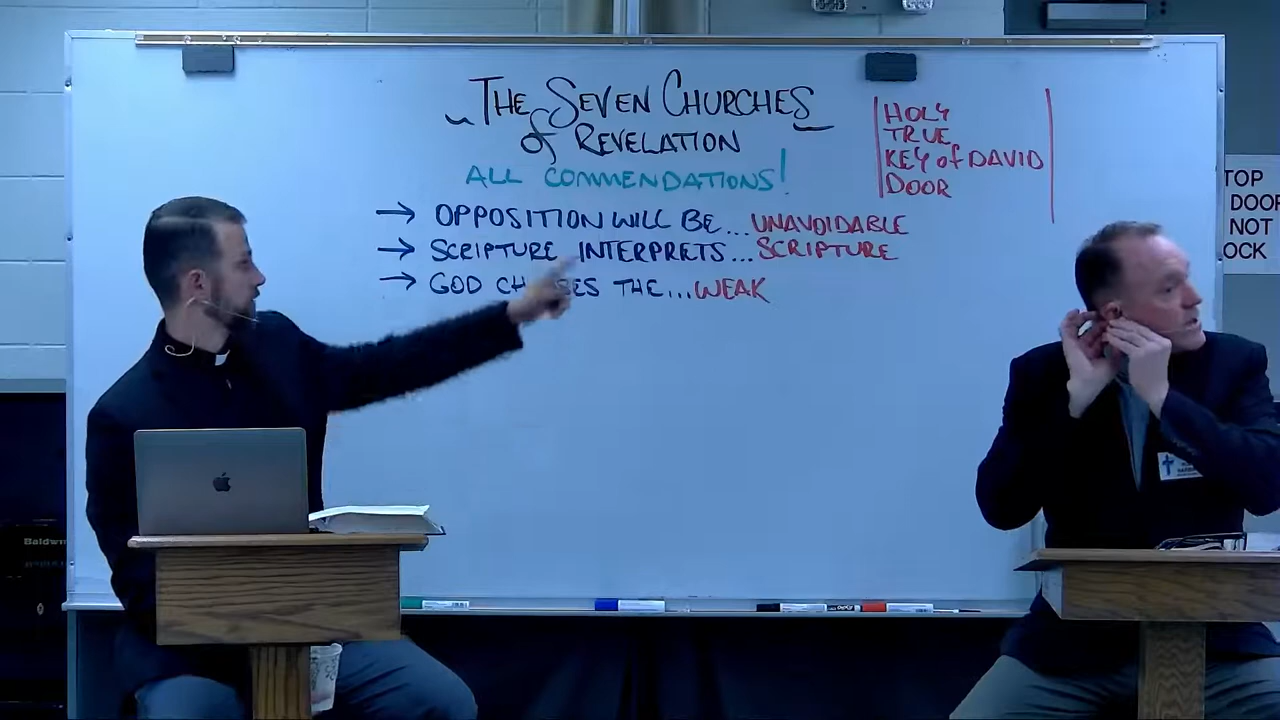 THE SEVEN CHURCHES
of REVELATION
ALL COMMENDATIONS!
→ OPPOSITION WILL BE...UNAVOIDABLE
→ SCRIPTURE INTERPRETS...SCRIPTURE
→ GOD CH SES THE...WEAK
HOLY
TRUE
KEY of DAVID
DOOR
TOP
DOOR
NOT
OCK
Baldwin